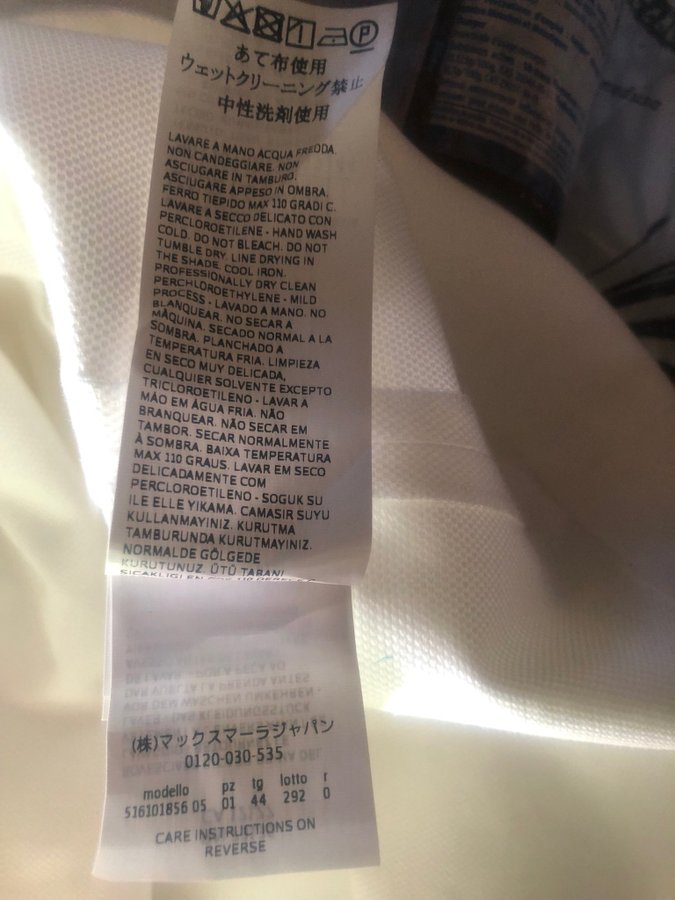 P
あて布使用
ウェットクリーニング禁止
中性洗剤使用
LAVARE A MANO ACQUA FREDDA.
NON CANDEGGIARE. NON
ASCIUGARE IN TAMBURO.
ASCIUGARE APPESO IN OMBRA.
FERRO TIEPIDO MAX 110 GRADI C.
LAVARE A SECCO DELICATO CON
PERCLOROETILENE - HAND WASH
COLD. DO NOT BLEACH. DO NOT
TUMBLE DRY. LINE DRYING IN
THE SHADE. COOL IRON.
PROFESSIONALLY DRY CLEAN
PERCHLOROETHYLENE - MILD
PROCESS - LAVADO A MANO. NO
BLANQUEAR. NO SECAR A
MÁQUINA. SECADO NORMAL A LA
SOMBRA. PLANCHADO A
TEMPERATURA FRIA. LIMPIEZA
EN SECO MUY DELICADA,
CUALQUIER SOLVENTE EXCEPTO
TRICLOROETILENO - LAVAR A
MÁO EM ÁGUA FRIA. NÃO
BRANQUEAR. NÃO SECAR EM
TAMBOR. SECAR NORMALMENTE
À SOMBRA. BAIXA TEMPERATURA
MAX 110 GRAUS. LAVAR EM SECO
DELICADAMENTE COM
PERCLOROETILENO - SOGUK SU
ILE ELLE YIKAMA. CAMASIR SUYU
KULLANMAYINIZ. KURUTMA
TAMBURUNDA KURUTMAYINIZ.
NORMALDE GÖLGEDE
KURUTUNUZ. ÜTÜ TABANI
(株)マックスマーラジャパン
0120-030-535
modello pz tg lotto r
516101856 05 01 44 292 0
CARE INSTRUCTIONS ON
REVERSE